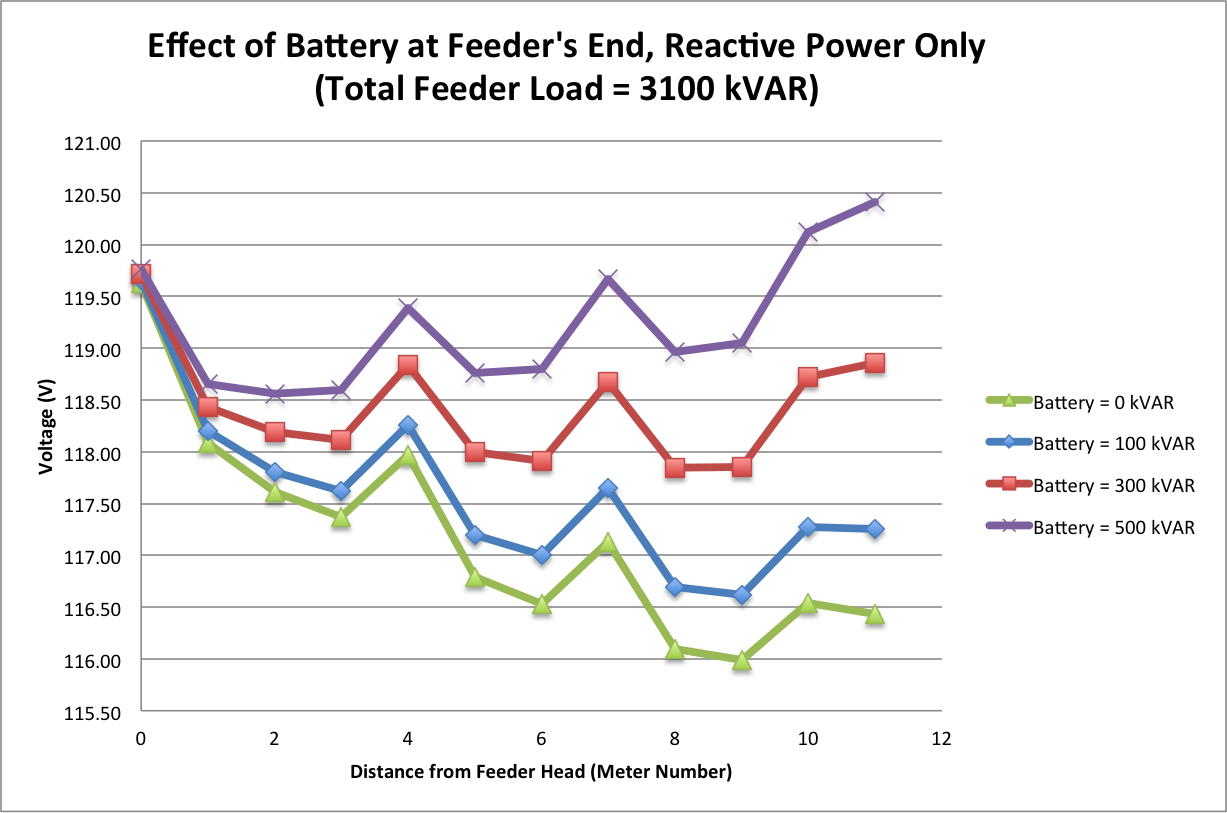 Effect of Battery at Feeder's End, Reactive Power Only
(Total Feeder Load = 3100 kVAR)
121.00
120.50
120.00
119.50
119.00
118.50
118.00
117.50
117.00
116.50
116.00
115.50
Voltage (V)
0 2 4 6 8 10 12
Distance from Feeder Head (Meter Number)
Battery = 0 kVAR
Battery = 100 kVAR
Battery = 300 kVAR
Battery = 500 kVAR